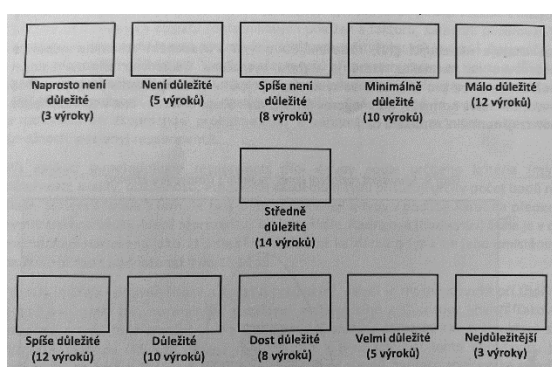 Naprosto není
důležité
(3 výroky)
Není důležité
(5 výroků)
Spíše není
důležité
(8 výroků)
Minimálně
důležité
(10 výroků)
Málo důležité
(12 výroků)
Středně
důležité
(14 výroků)
Spíše důležité
(12 výroků)
Důležité
(10 výroků)
Dost důležité
(8 výroků)
Velmi důležité
(5 výroků)
Nejdůležitější
(3 výroky)